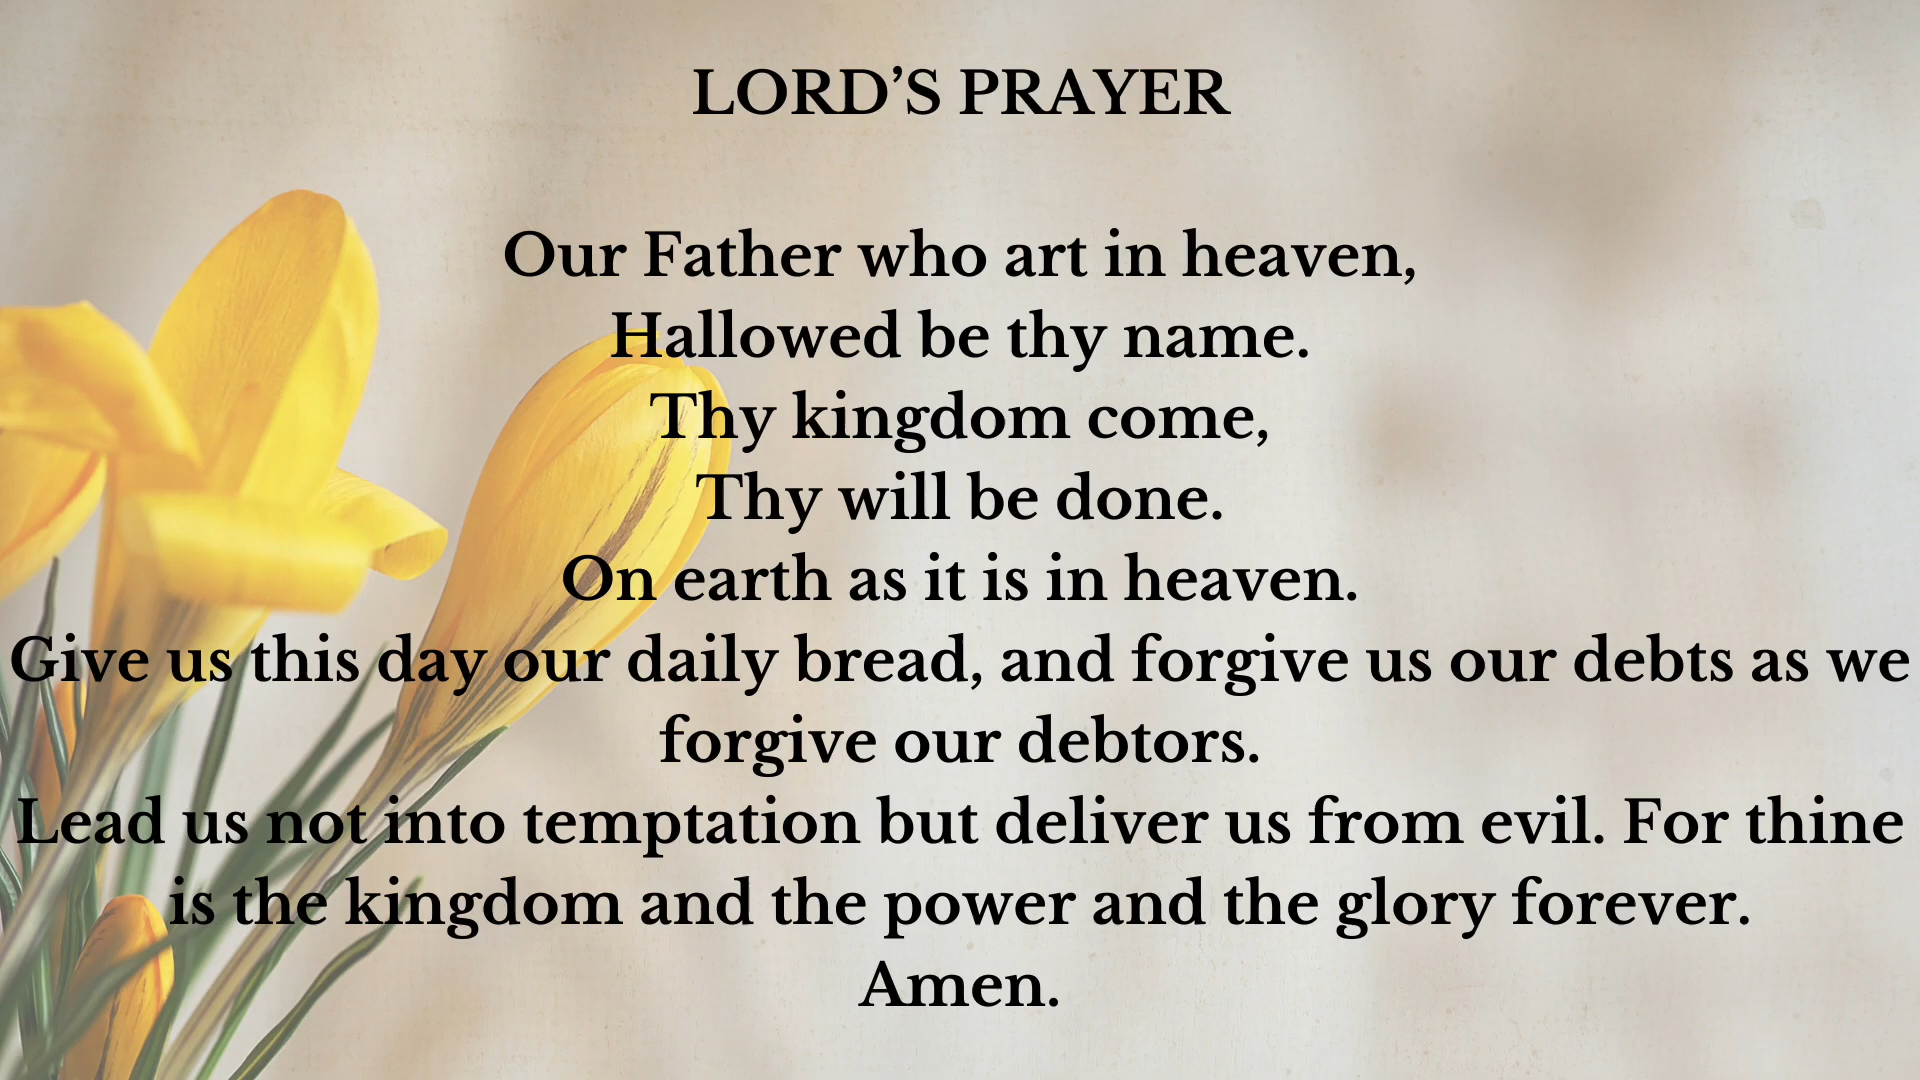 LORD’S PRAYER
Our Father who art in heaven,
Hallowed be thy name.
Thy kingdom come,
Thy will be done.
On earth as it is in heaven.
Give us this day our daily bread, and forgive us our debts as we
forgive our debtors.
Lead us not into temptation but deliver us from evil. For thine
is the kingdom and the power and the glory forever.
Amen.